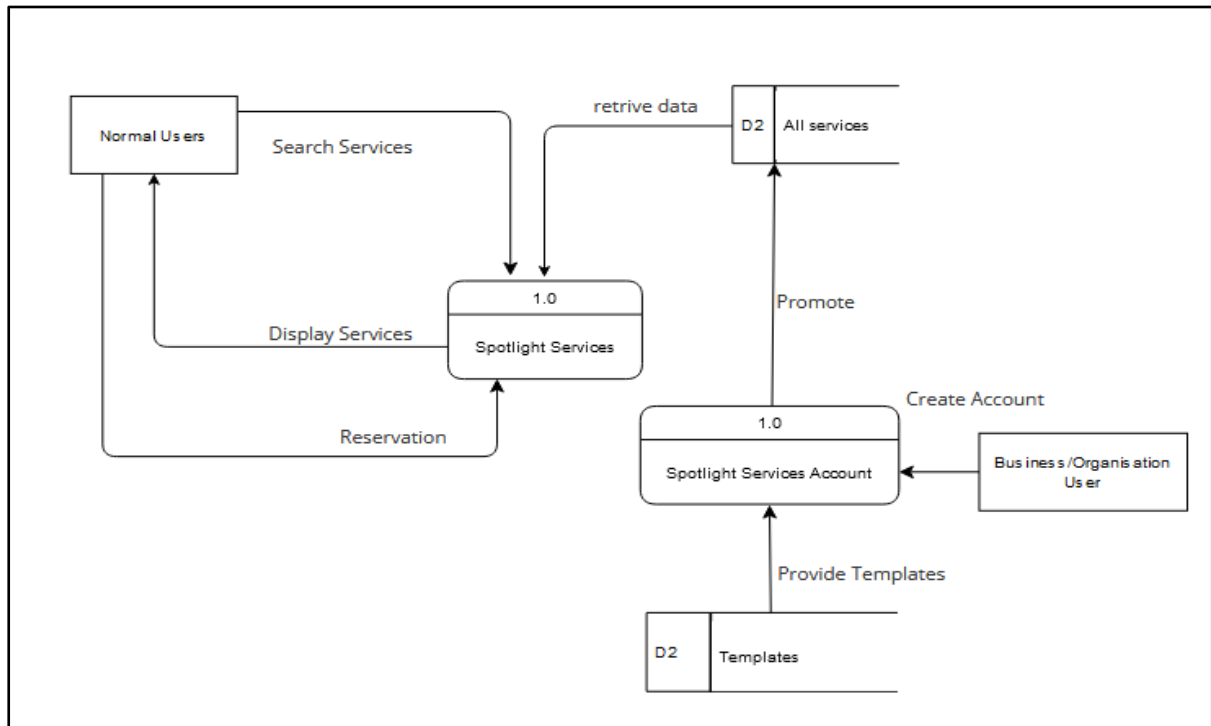 retrive data
D2
All services
Normal Users
Search Services
1.0
Spotlight Services
Display Services
Promote
Reservation
Create Account
1.0
Spotlight Services Account
Business/Organisation
User
Provide Templates
D2
Templates